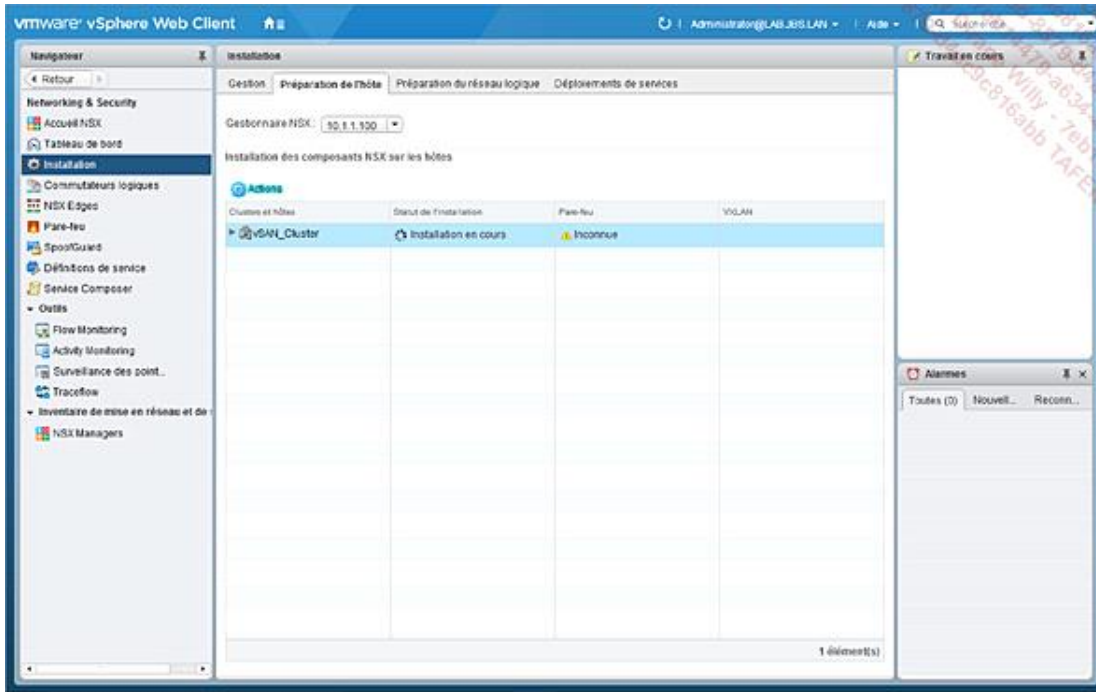 vmware® vSphere Web Client
Administrator@LAB.JBS.LAN
Aide
Navigateur
Retour
Networking & Security
Accueil NSX
Tableau de bord
Installation
Commutateurs logiques
NSX Edges
Pare-feu
SpoofGuard
Définitions de service
Service Composer
Outils
Flow Monitoring
Activity Monitoring
Surveillance des point...
Traceflow
Inventaire de mise en réseau et de
NSX Managers
Installation
Gestion
Préparation de l'hôte
Préparation du réseau logique
Déploiements de services
Gestionnaire NSX:
10.1.1.100
Installation des composants NSX sur les hôtes
Actions
Clusters et hôtes
Statut de l'installation
Pare-feu
VXLAN
vSAN_Cluster
Installation en cours
Inconnue
1 élément(s)
Travail en cours
Alarmes
Toutes (0)
Nouvell...
Reconn...
Willy